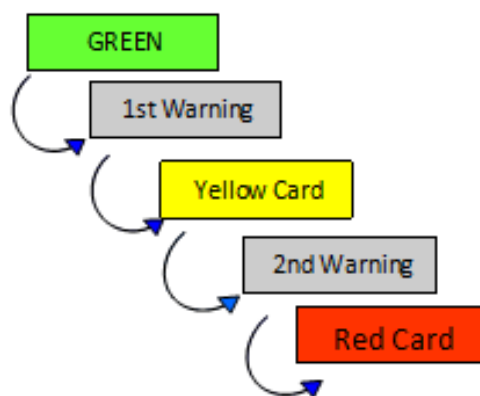 GREEN
1st Warning
Yellow Card
2nd Warning
Red Card